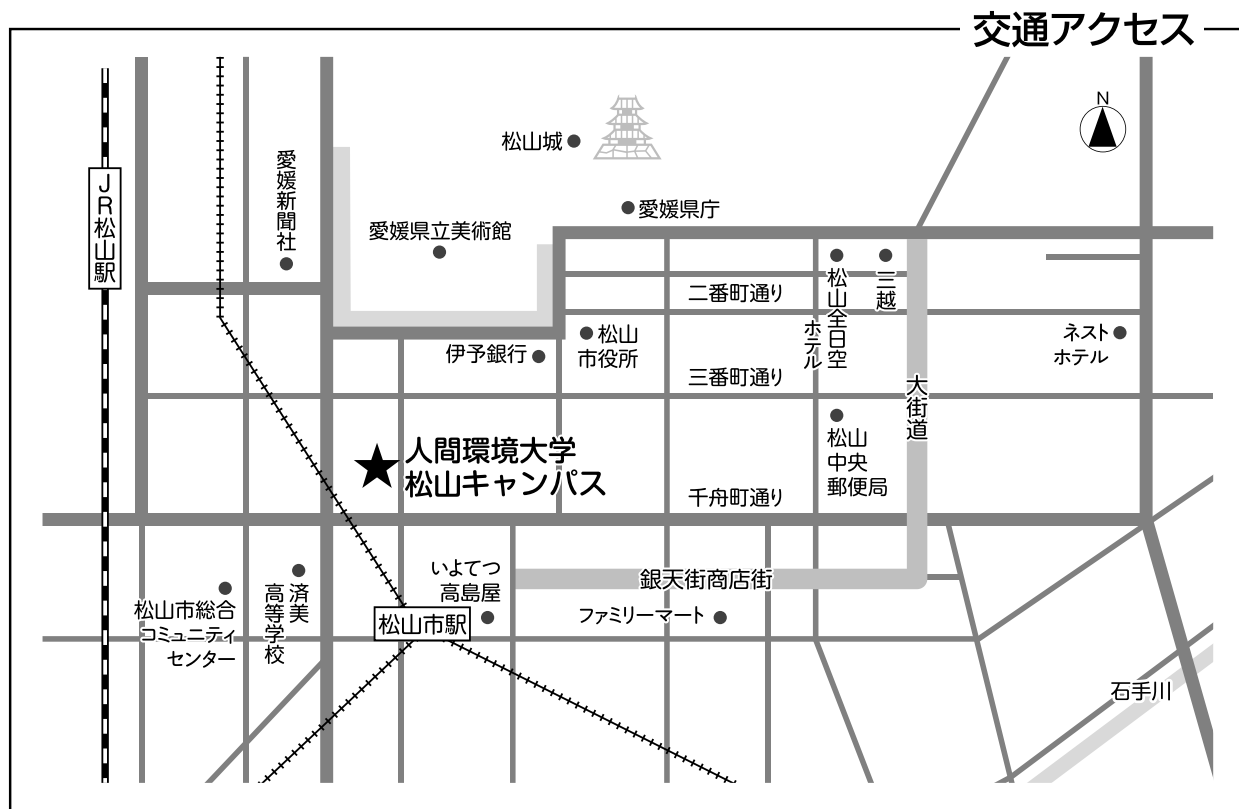 交通アクセス
N
松山城
愛媛新聞社
JR松山駅
愛媛県庁
愛媛県立美術館
二番町通り
松山全日空
ホテル
三越
伊予銀行
松山
市役所
ネスト
ホテル
三番町通り
大街道
人間環境大学
松山キャンパス
松山
中央
郵便局
千舟町通り
いよてつ
高島屋
銀天街商店街
済美
高等学校
松山市総合
コミュニティ
センター
松山市駅
ファミリーマート
石手川